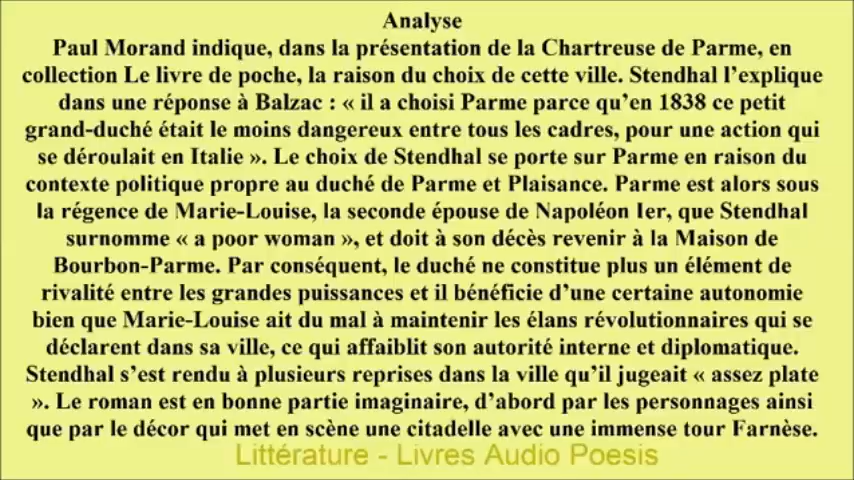 Analyse
Paul Morand indique, dans la présentation de la Chartreuse de Parme, en
collection Le livre de poche, la raison du choix de cette ville. Stendhal l’explique
dans une réponse à Balzac : « il a choisi Parme parce qu’en 1838 ce petit
grand-duché était le moins dangereux entre tous les cadres, pour une action qui
se déroulait en Italie ». Le choix de Stendhal se porte sur Parme en raison du
contexte politique propre au duché de Parme et Plaisance. Parme est alors sous
la régence de Marie-Louise, la seconde épouse de Napoléon Ier, que Stendhal
surnomme « a poor woman », et doit à son décès revenir à la Maison de
Bourbon-Parme. Par conséquent, le duché ne constitue plus un élément de
rivalité entre les grandes puissances et il bénéficie d’une certaine autonomie
bien que Marie-Louise ait du mal à maintenir les élans révolutionnaires qui se
déclarent dans sa ville, ce qui affaiblit son autorité interne et diplomatique.
Stendhal s’est rendu à plusieurs reprises dans la ville qu’il jugeait « assez plate
». Le roman est en bonne partie imaginaire, d’abord par les personnages ainsi
que par le décor qui met en scène une citadelle avec une immense tour Farnèse.
Littérature - Livres Audio Poesis